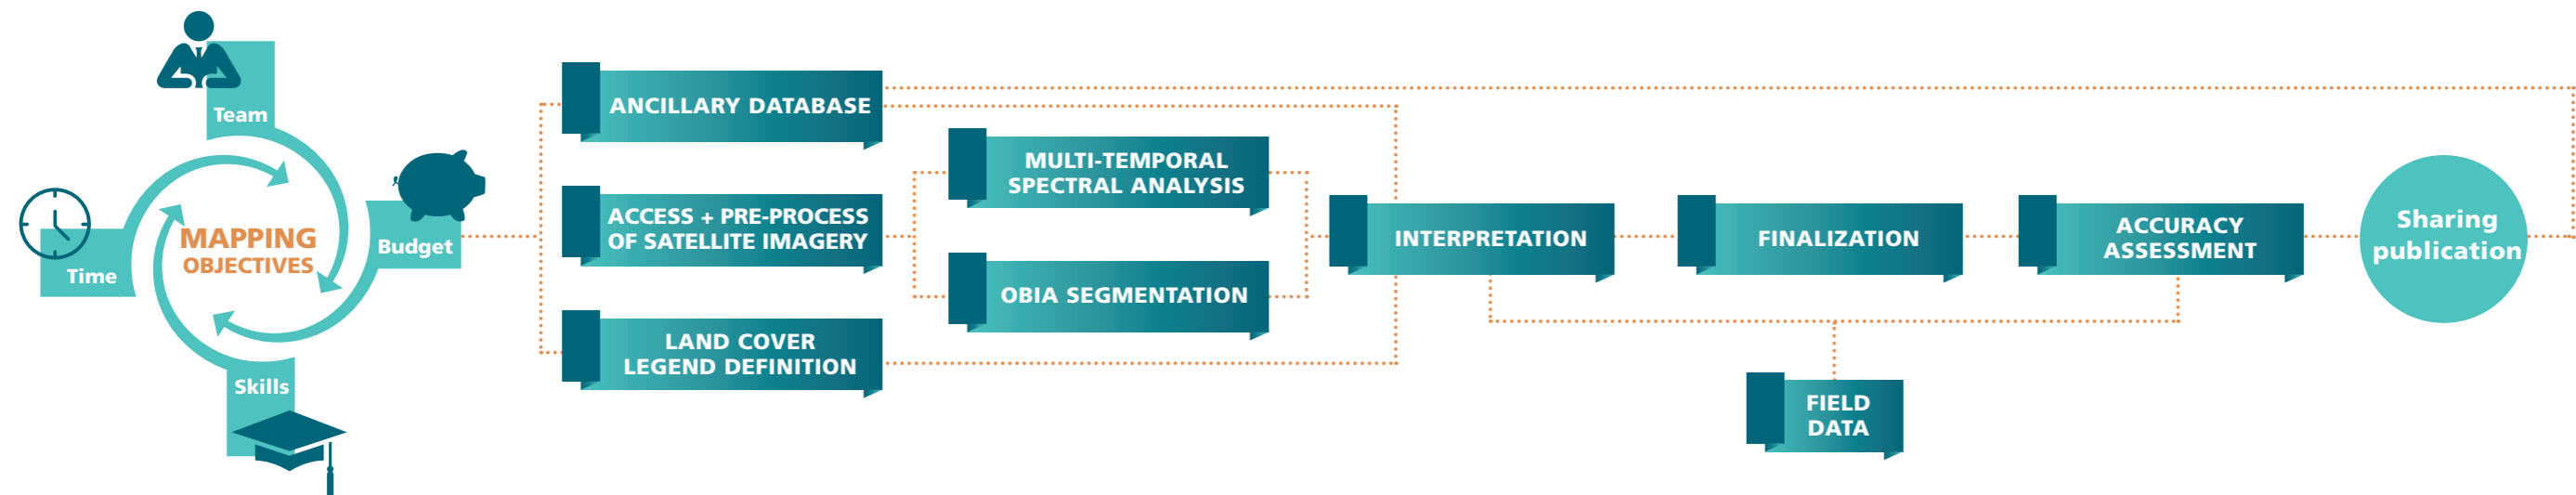 Team
Budget
MAPPING
OBJECTIVES
Time
Skills
ANCILLARY DATABASE
ACCESS + PRE-PROCESS
OF SATELLITE IMAGERY
LAND COVER
LEGEND DEFINITION
MULTI-TEMPORAL
SPECTRAL ANALYSIS
OBIA SEGMENTATION
INTERPRETATION
FINALIZATION
ACCURACY
ASSESSMENT
FIELD
DATA
Sharing
publication